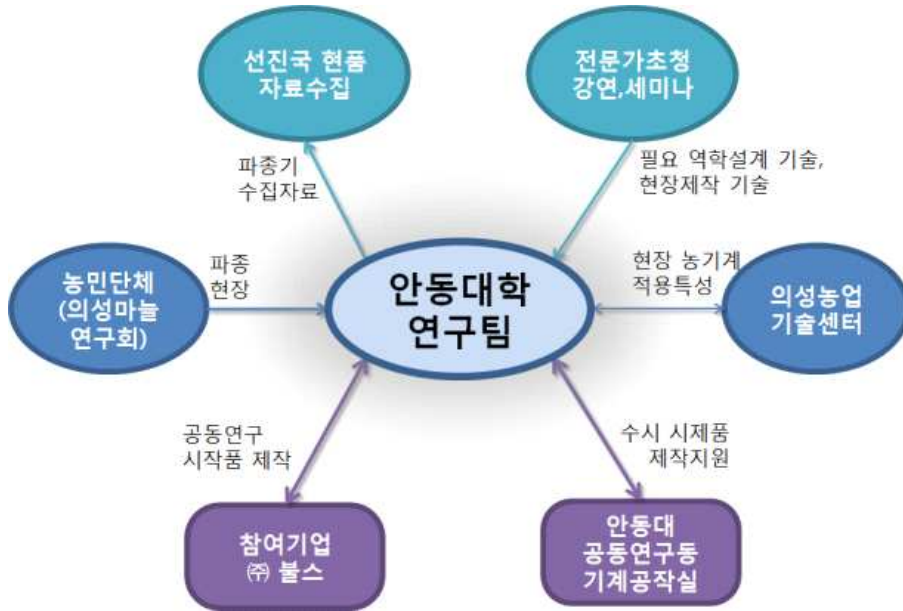 선진국 현품
자료수집
전문가초청
강연,세미나
파종기
수집자료
필요 역학설계 기술,
현장제작 기술
농민단체
(의성마늘
연구회)
파종
현장
안동대학
연구팀
현장 농기계
적용특성
의성농업
기술센터
공동연구
시작품 제작
수시 시제품
제작지원
참여기업
㈜ 불스
안동대
공동연구동
기계공작실